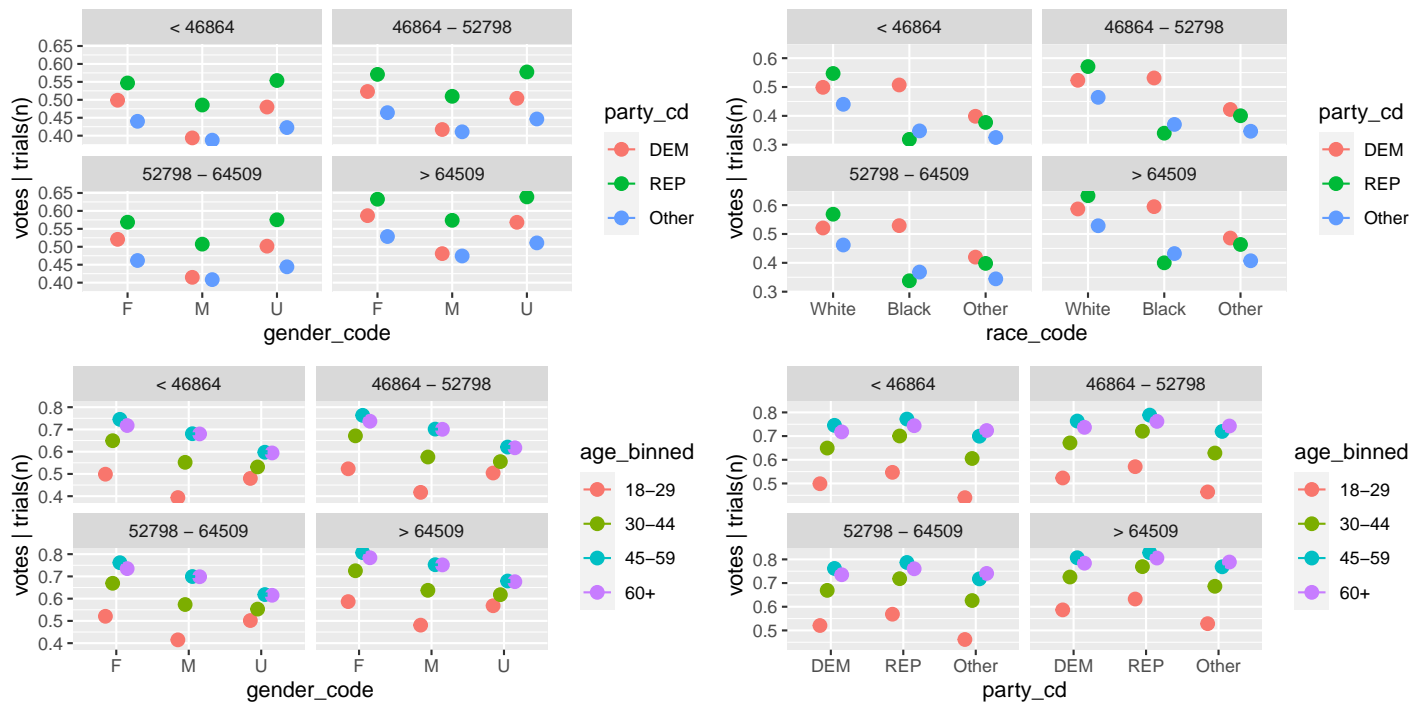 < 46864
46864 − 52798
0.65
0.60
0.55
0.50
0.45
0.40
52798 − 64509
> 64509
0.65
0.60
0.55
0.50
0.45
0.40
F
M
U
F
M
U
gender_code
votes | trials(n)
party_cd
DEM
REP
Other
< 46864
46864 − 52798
0.6
0.5
0.4
0.3
52798 − 64509
> 64509
0.6
0.5
0.4
0.3
White
Black
Other
White
Black
Other
race_code
votes | trials(n)
party_cd
DEM
REP
Other
< 46864
46864 − 52798
0.8
0.7
0.6
0.5
0.4
52798 − 64509
> 64509
0.8
0.7
0.6
0.5
0.4
F
M
U
F
M
U
gender_code
votes | trials(n)
age_binned
18−29
30−44
45−59
60+
< 46864
46864 − 52798
0.8
0.7
0.6
0.5
52798 − 64509
> 64509
0.8
0.7
0.6
0.5
DEM
REP
Other
DEM
REP
Other
party_cd
votes | trials(n)
age_binned
18−29
30−44
45−59
60+